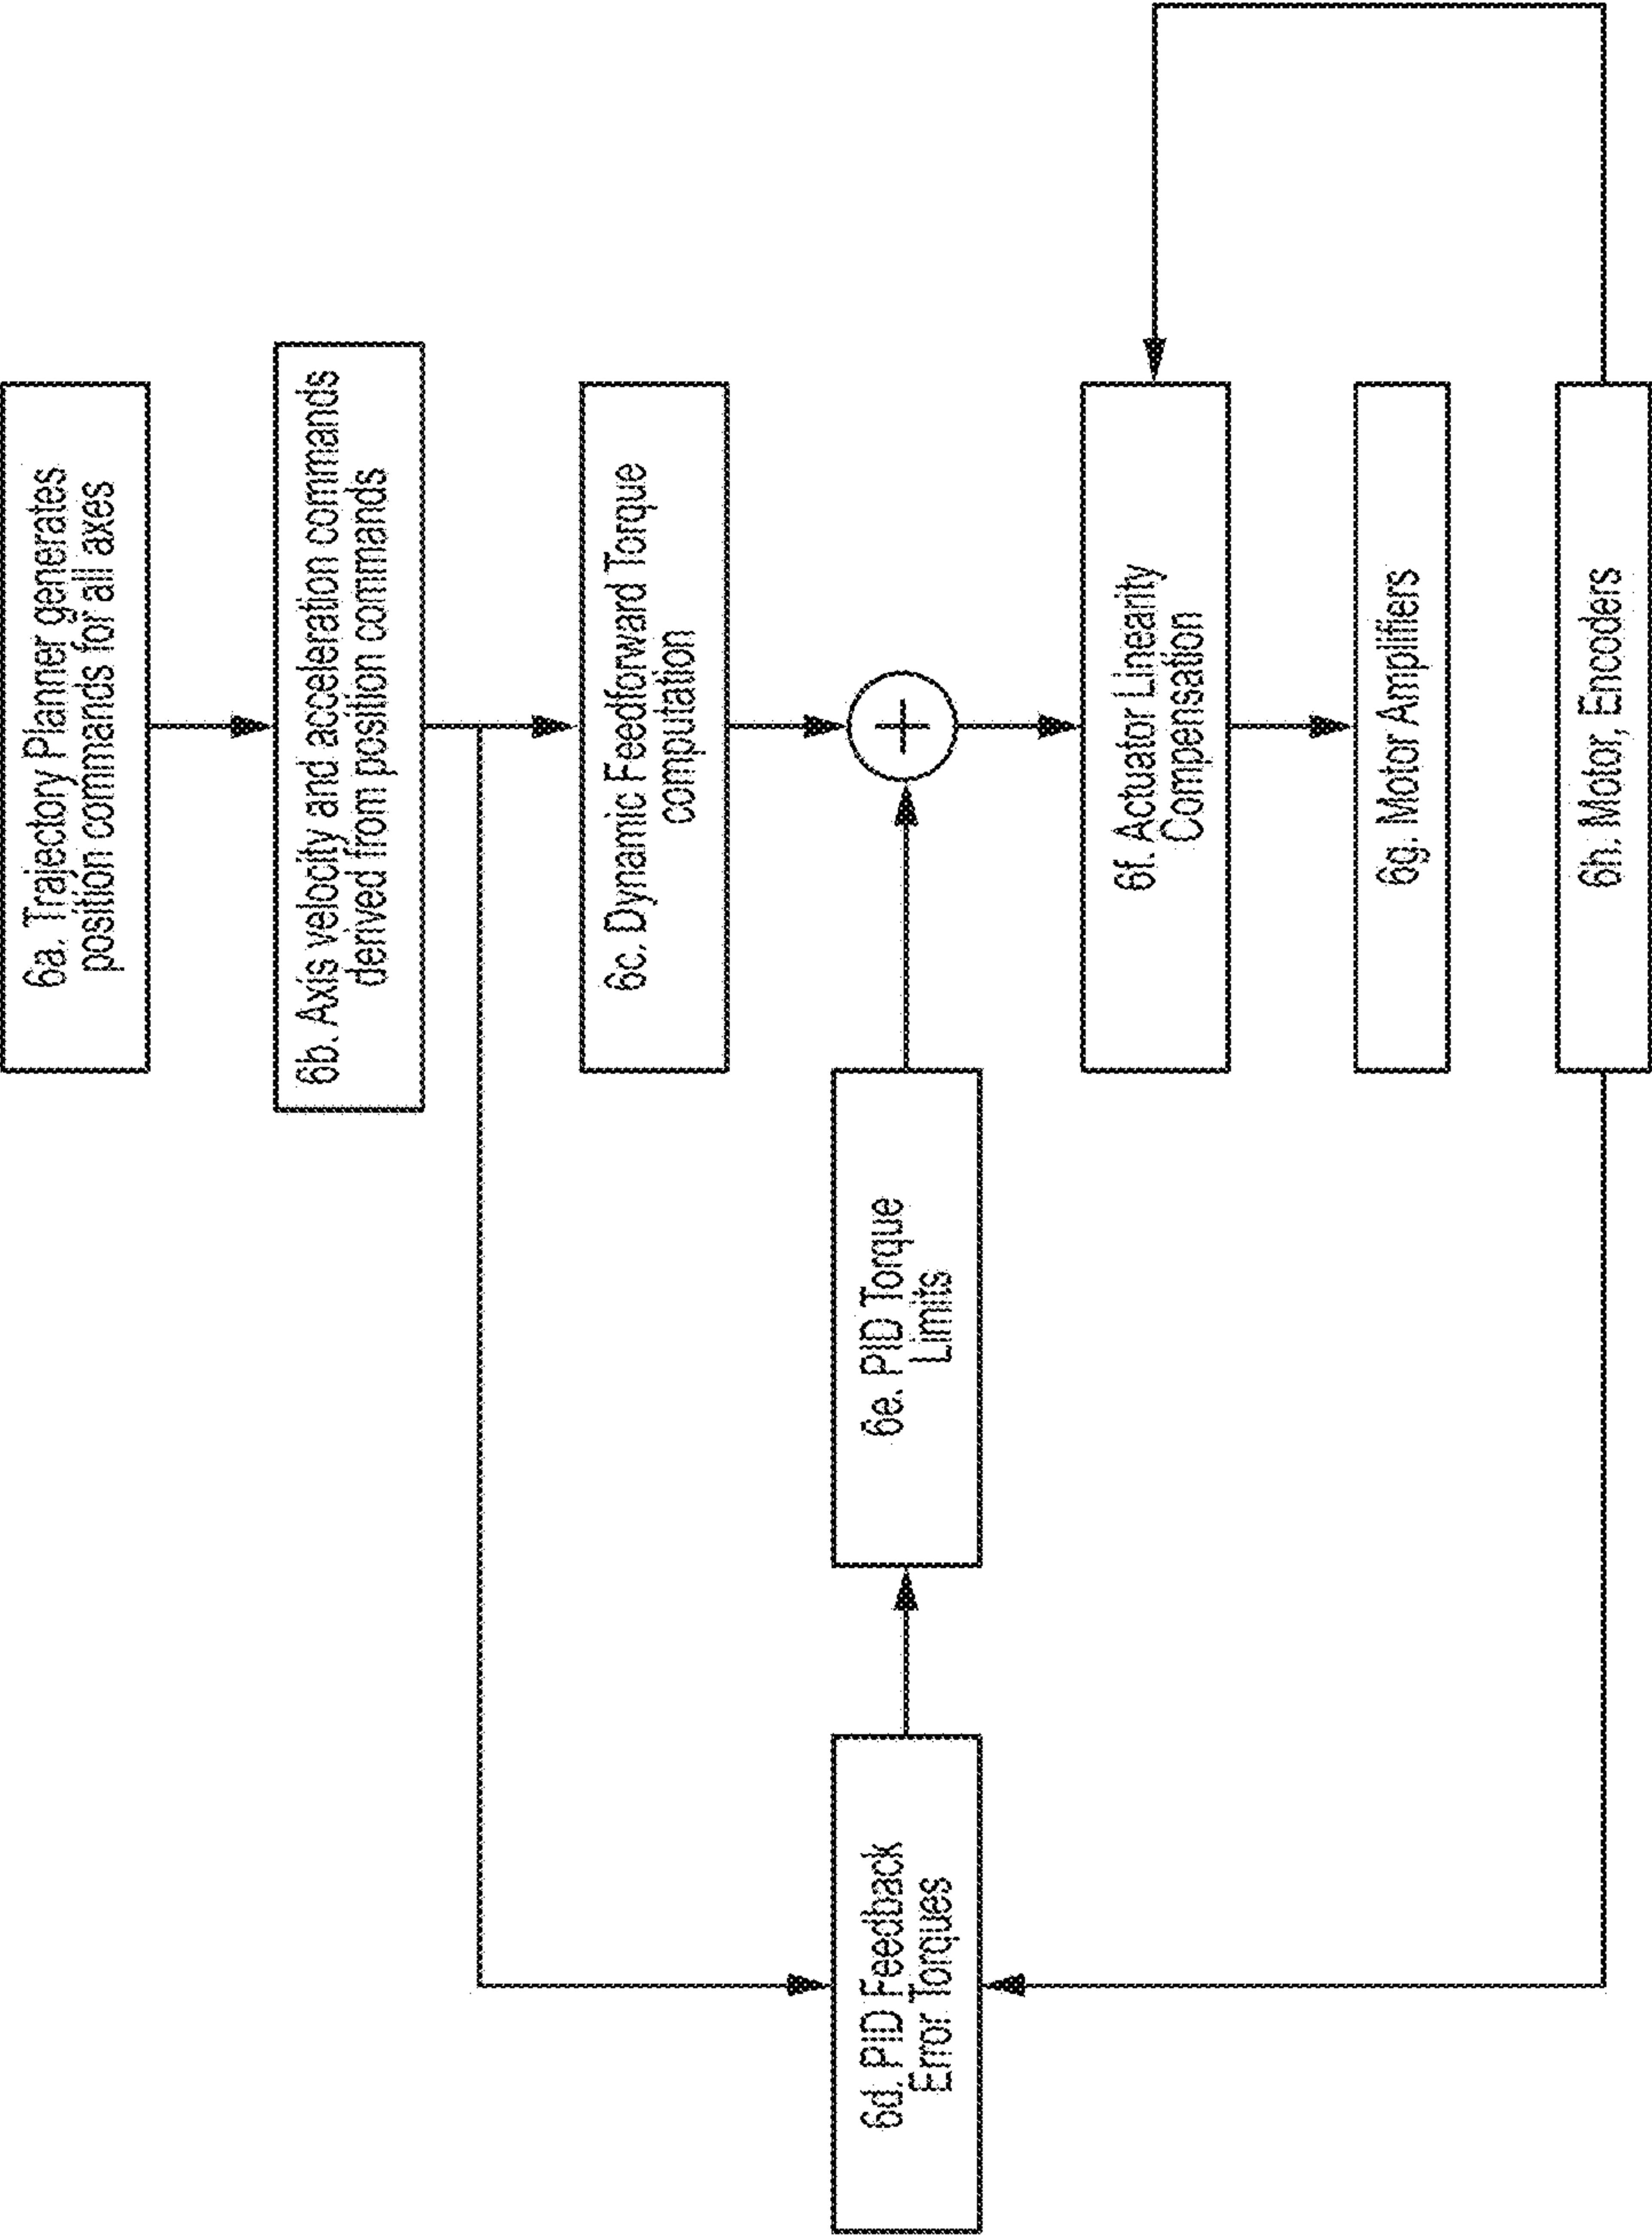 6a. Trajectory Planner generates
position commands for all axes
6b. Axis velocity and acceleration commands
derived from position commands
6c. Dynamic Feedforward Torque
computation
+
6d. PID Feedback
Error Torques
6e. PID Torque
Limits
6f. Actuator Linearity
Compensation
6g. Motor Amplifiers
6h. Motor, Encoders